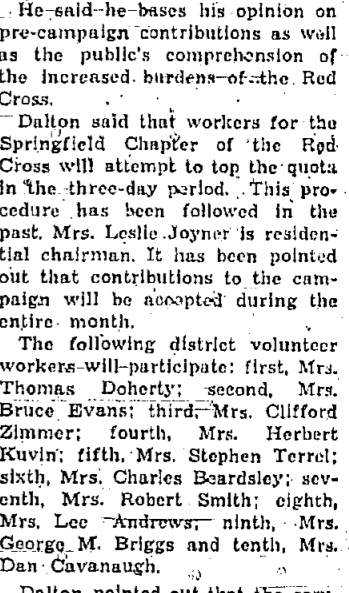 He said he bases his opinion on
pre-campaign contributions as well
as the public's comprehension of
the increased burdens of the Red
Cross.
Dalton said that workers for the
Springfield Chapter of the Red
Cross will attempt to top the quota
in the three-day period. This pro-
cedure has been followed in the
past. Mrs. Leslie Joyner is residen-
tial chairman. It has been pointed
out that contributions to the cam-
paign will be accepted during the
entire month.
The following district volunteer
workers will participate: first, Mrs.
Thomas Doherty; second, Mrs.
Bruce Evans; third, Mrs. Clifford
Zimmer; fourth, Mrs. Herbert
Kuvin; fifth, Mrs. Stephen Terrel;
sixth, Mrs. Charles Beardsley; sev-
enth, Mrs. Robert Smith; eighth,
Mrs. Lee Andrews; ninth, Mrs.
George M. Briggs and tenth, Mrs.
Dan Cavanaugh.
Dalton pointed out that the